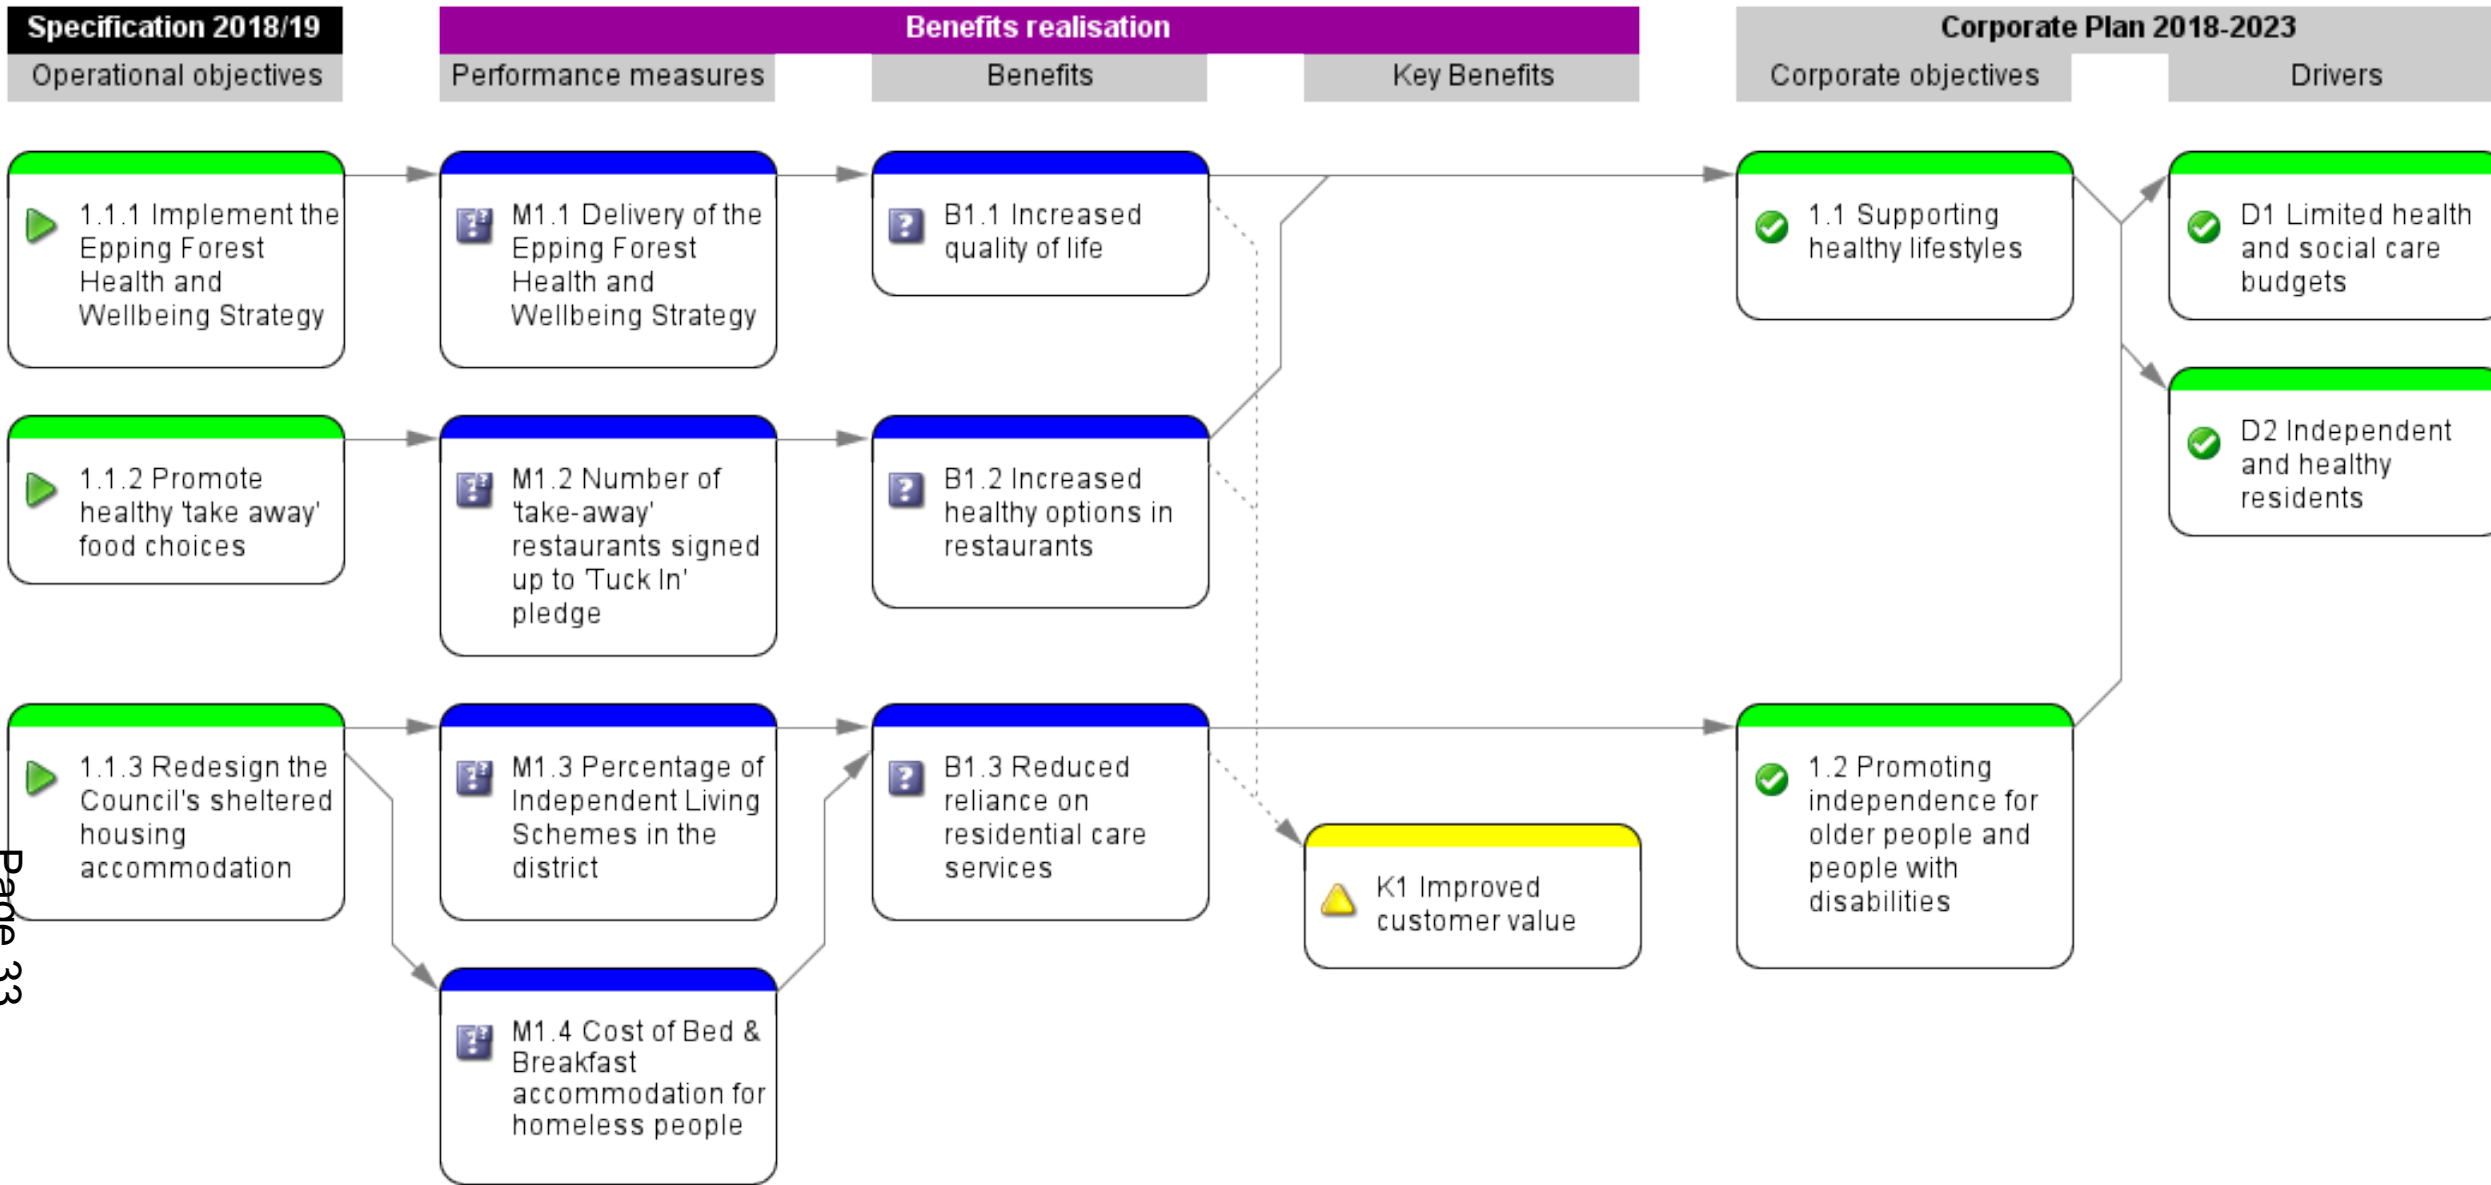 Specification 2018/19
Benefits realisation
Corporate Plan 2018-2023
Operational objectives
Performance measures
Benefits
Key Benefits
Corporate objectives
Drivers
1.1.1 Implement the
Epping Forest
Health and
Wellbeing Strategy
M1.1 Delivery of the
Epping Forest
Health and
Wellbeing Strategy
B1.1 Increased
quality of life
1.1 Supporting
healthy lifestyles
D1 Limited health
and social care
budgets
D2 Independent
and healthy
residents
1.1.2 Promote
healthy 'take away'
food choices
M1.2 Number of
'take-away'
restaurants signed
up to 'Tuck In'
pledge
B1.2 Increased
healthy options in
restaurants
1.1.3 Redesign the
Council's sheltered
housing
accommodation
M1.3 Percentage of
Independent Living
Schemes in the
district
B1.3 Reduced
reliance on
residential care
services
K1 Improved
customer value
1.2 Promoting
independence for
older people and
people with
disabilities
M1.4 Cost of Bed &
Breakfast
accommodation for
homeless people
Page 33